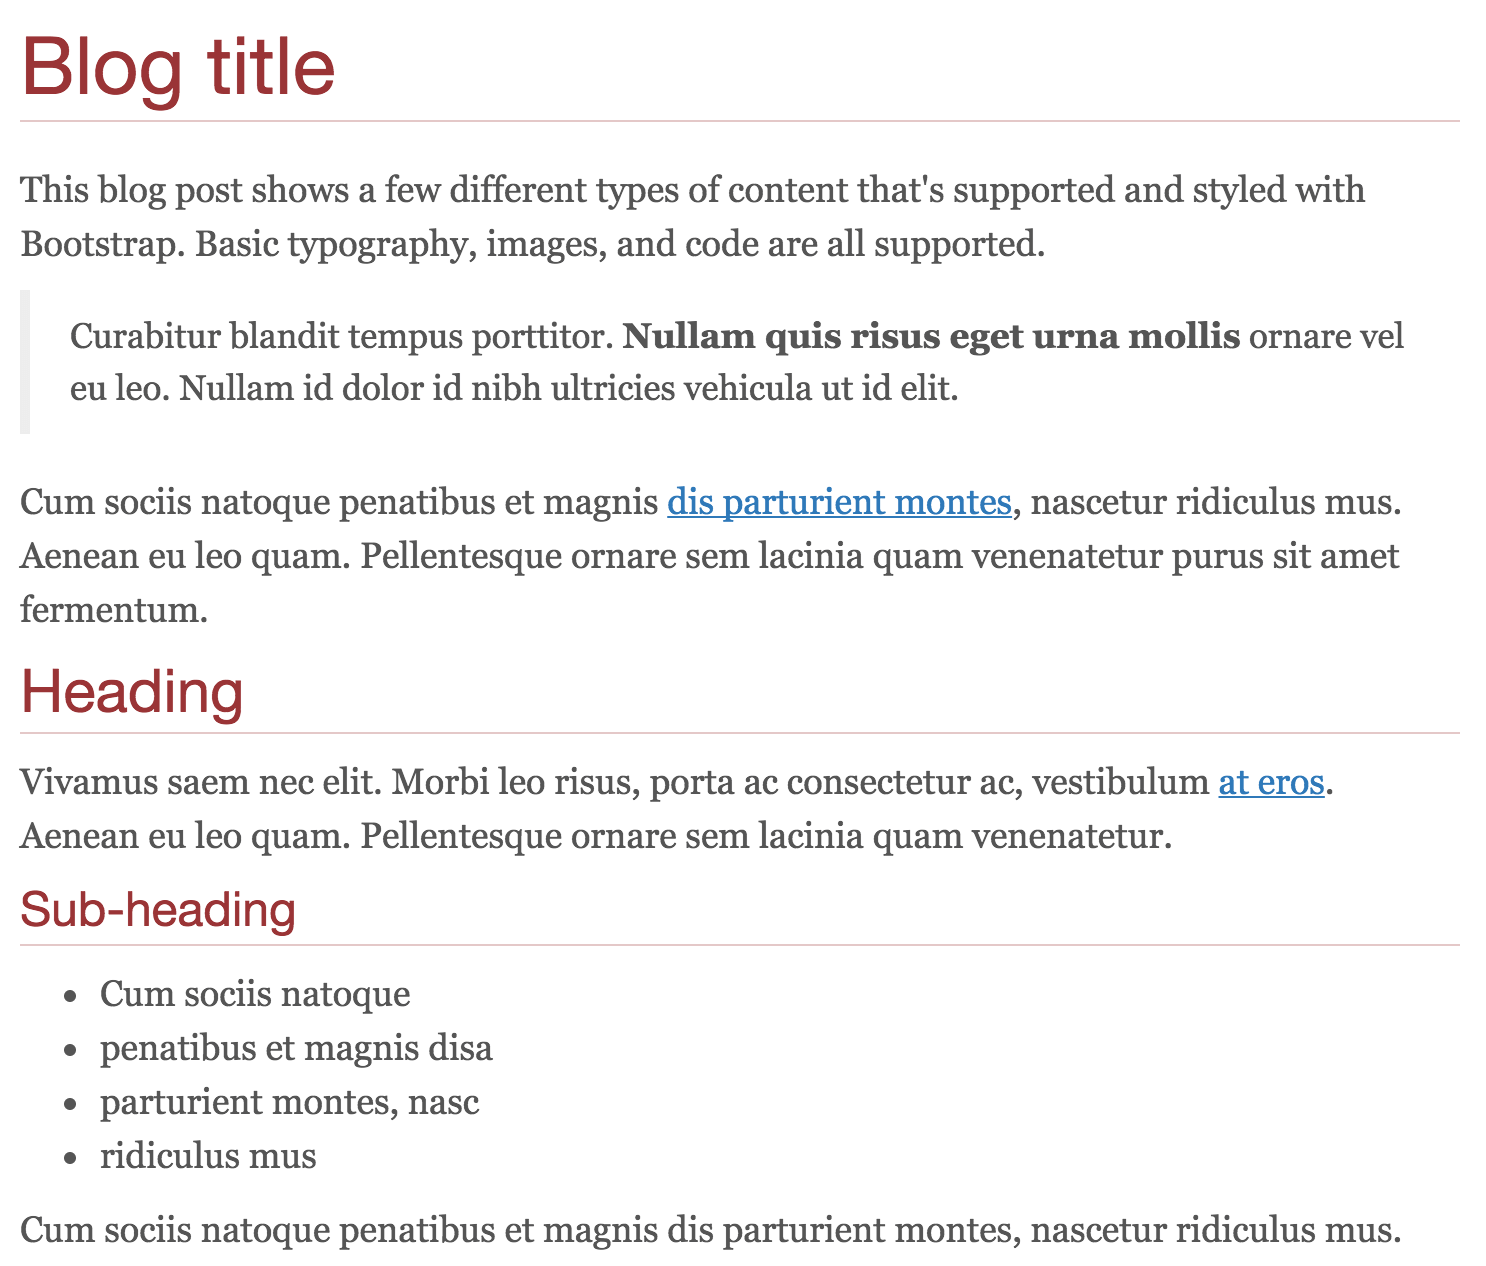 Blog title
This blog post shows a few different types of content that's supported and styled with
Bootstrap. Basic typography, images, and code are all supported.
Curabitur blandit tempus porttitor. Nullam quis risus eget urna mollis ornare vel
eu leo. Nullam id dolor id nibh ultricies vehicula ut id elit.
Cum sociis natoque penatibus et magnis dis parturient montes, nascetur ridiculus mus.
Aenean eu leo quam. Pellentesque ornare sem lacinia quam venenatetur purus sit amet
fermentum.
Heading
Vivamus saem nec elit. Morbi leo risus, porta ac consectetur ac, vestibulum at eros.
Aenean eu leo quam. Pellentesque ornare sem lacinia quam venenatetur.
Sub-heading
• Cum sociis natoque
• penatibus et magnis disa
• parturient montes, nasc
• ridiculus mus
Cum sociis natoque penatibus et magnis dis parturient montes, nascetur ridiculus mus.